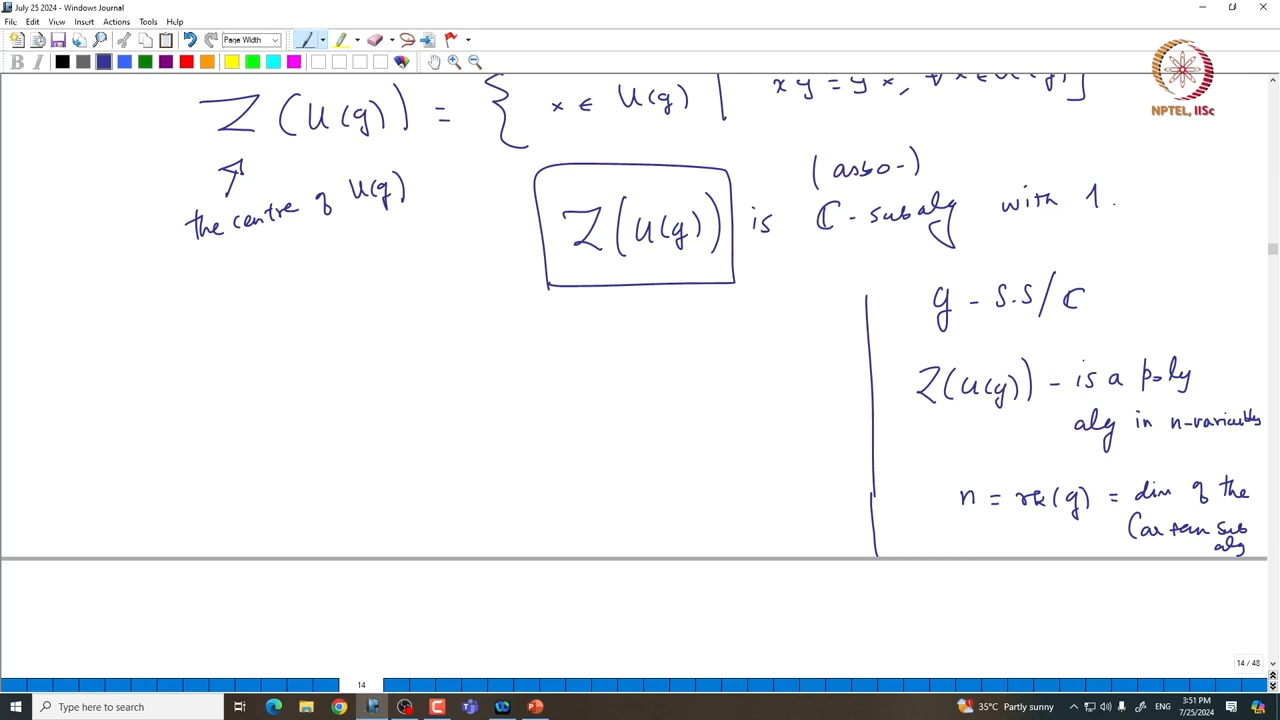 July 25 2024 - Windows Journal
File Edit View Insert Actions Tools Help
Page Width
B i
NPTEL, IISc
Z(U(g)) = { x ∈ U(g) | xy = yx, ∀ x ∈ U(g) }
the centre of U(g)
(asso-)
Z(U(g)) is ℂ-subalg with 1.
g - s.s/ℂ
Z(U(g)) - is a poly
alg in n-variables
n = rk(g) = dim of the
Cartan sub
alg
14 / 48
14
Type here to search
35°C Partly sunny
3:51 PM
7/25/2024